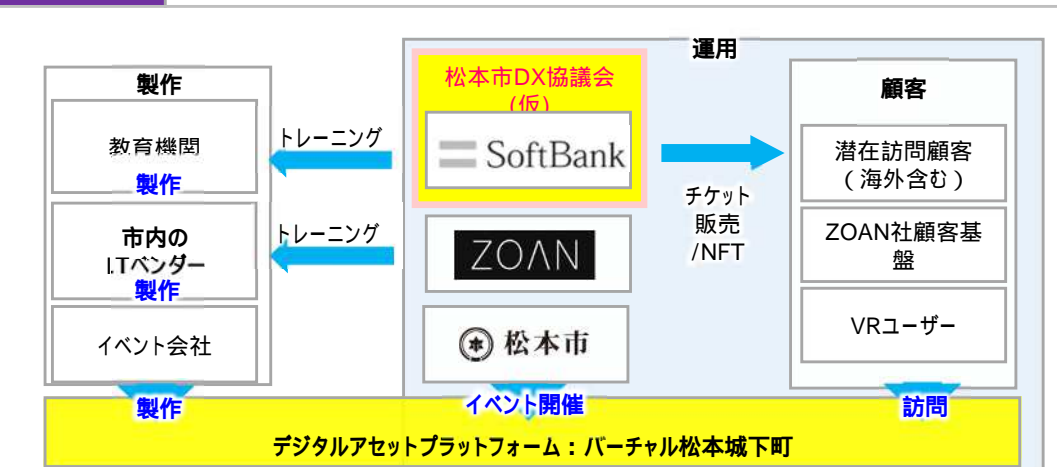 運用
製作
教育機関
製作
市内の
I.Tベンダー
製作
イベント会社
製作
トレーニング
トレーニング
松本市DX協議会
(仮)
SoftBank
ZOAN
松本市
イベント開催
チケット
販売
/NFT
顧客
潜在訪問顧客
(海外含む)
ZOAN社顧客基
盤
VRユーザー
訪問
デジタルアセットプラットフォーム：バーチャル松本城下町